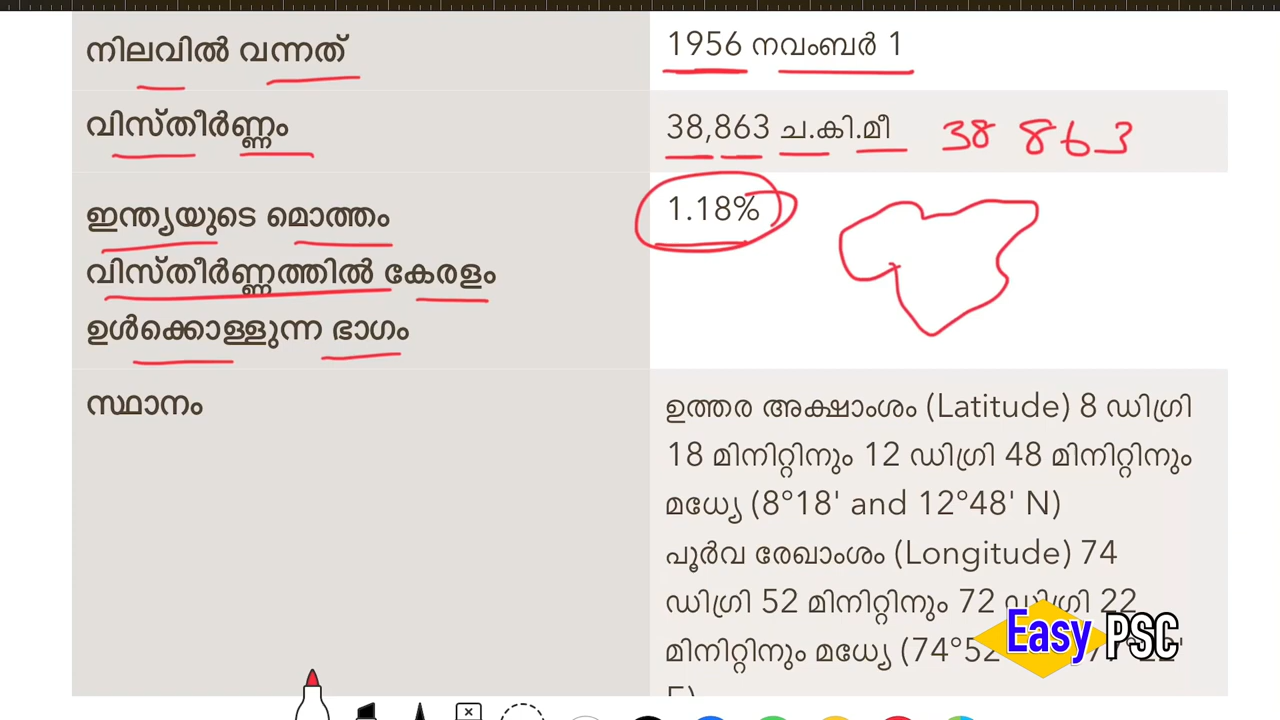 നിലവിൽ വന്നത്
1956 നവംബർ 1
വിസ്തീർണ്ണം
38,863 ച.കി.മീ
38 863
ഇന്ത്യയുടെ മൊത്തം
വിസ്തീർണ്ണത്തിൽ കേരളം
ഉൾക്കൊള്ളുന്ന ഭാഗം
1.18%
സ്ഥാനം
ഉത്തര അക്ഷാംശം (Latitude) 8 ഡിഗ്രി
18 മിനിറ്റിനും 12 ഡിഗ്രി 48 മിനിറ്റിനും
മധ്യേ (8°18' and 12°48' N)
പൂർവ രേഖാംശം (Longitude) 74
ഡിഗ്രി 52 മിനിറ്റിനും 72 ഡിഗ്രി 22
മിനിറ്റിനും മധ്യേ (74°52
Easy PSC